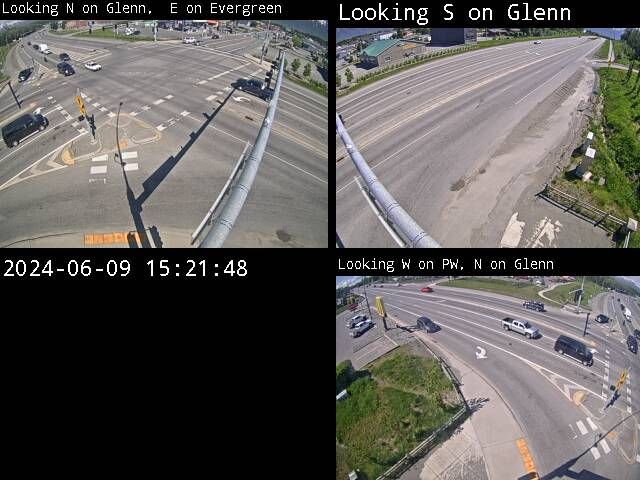 Looking N on Glenn,  E on Evergreen
Looking S on Glenn
2024-06-09 15:21:48
Looking W on PW, N on Glenn